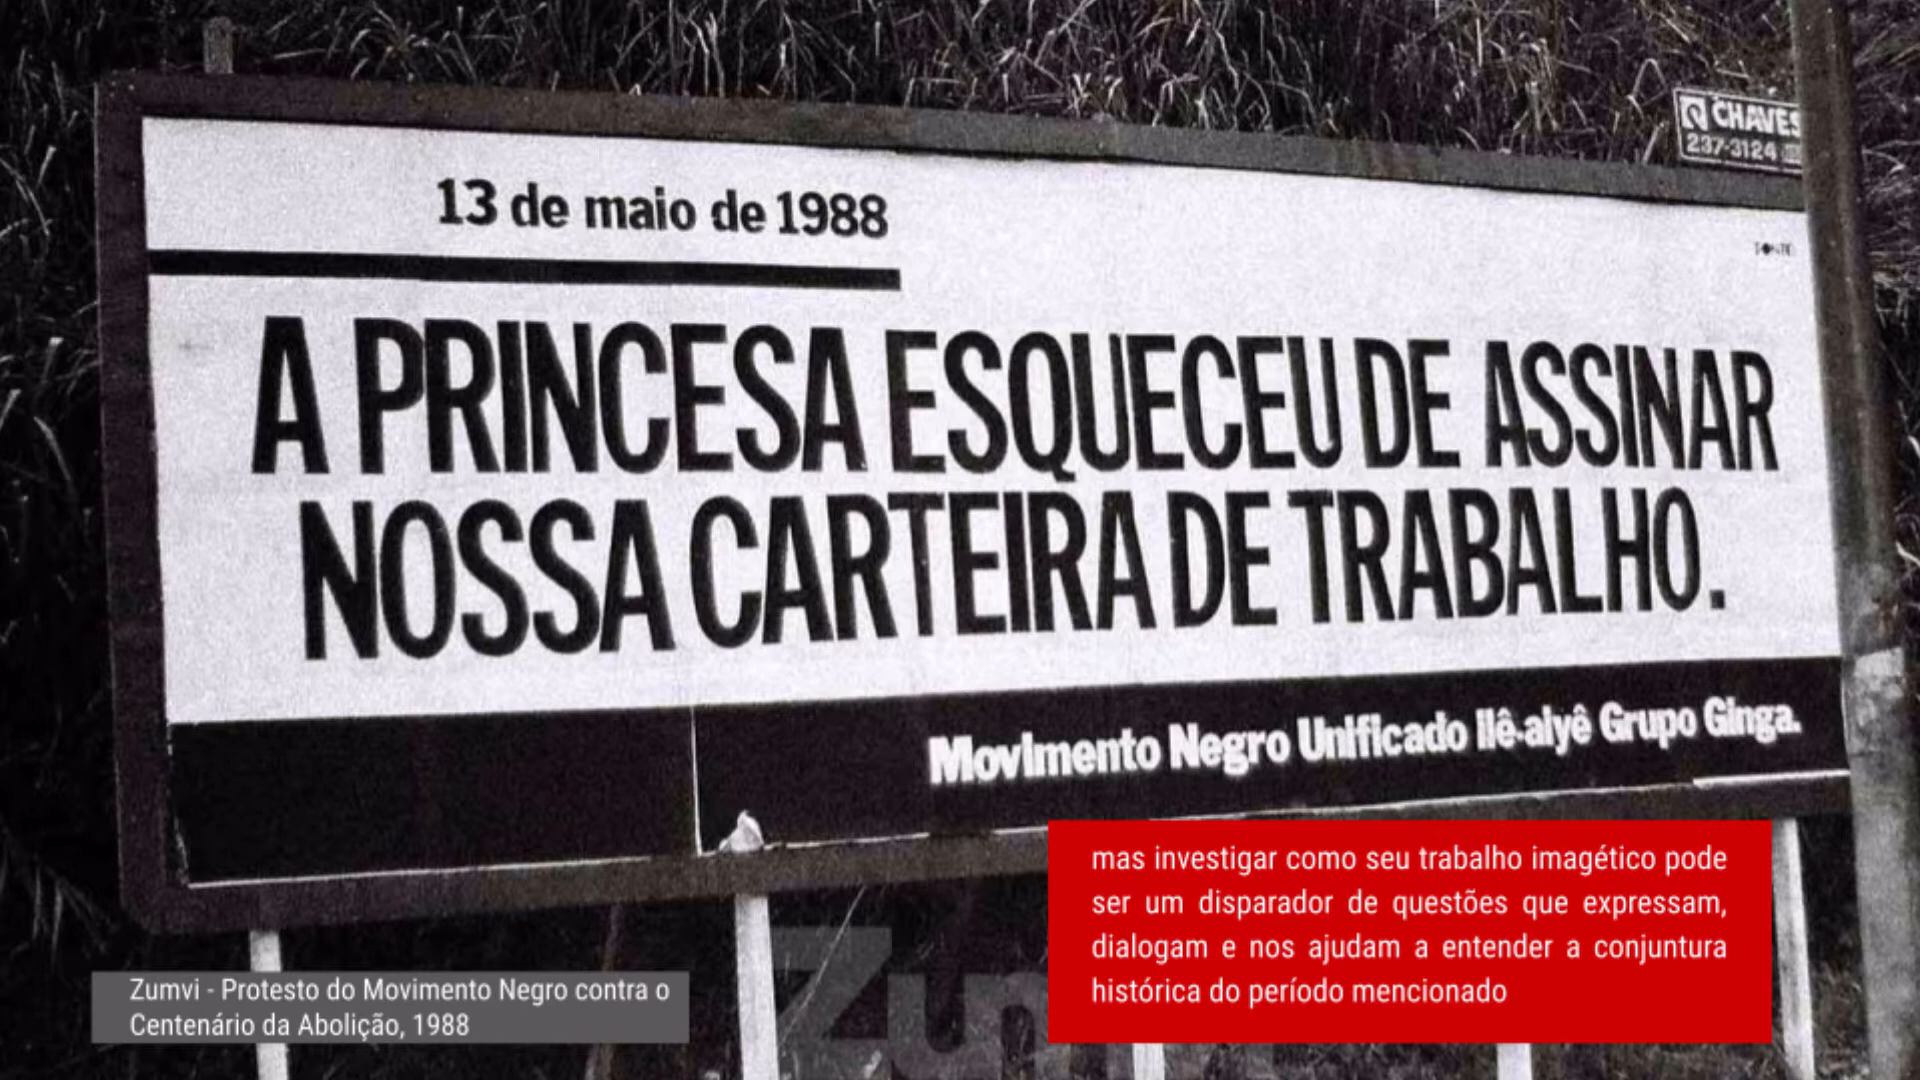 CHAVES
237-3124
13 de maio de 1988
A PRINCESA ESQUECEU DE ASSINAR
NOSSA CARTEIRA DE TRABALHO.
Movimento Negro Unificado Ilê-aiyê Grupo Ginga.
mas investigar como seu trabalho imagético pode
ser um disparador de questões que expressam,
dialogam e nos ajudam a entender a conjuntura
histórica do período mencionado
Zumvi - Protesto do Movimento Negro contra o
Centenário da Abolição, 1988
Zumvi